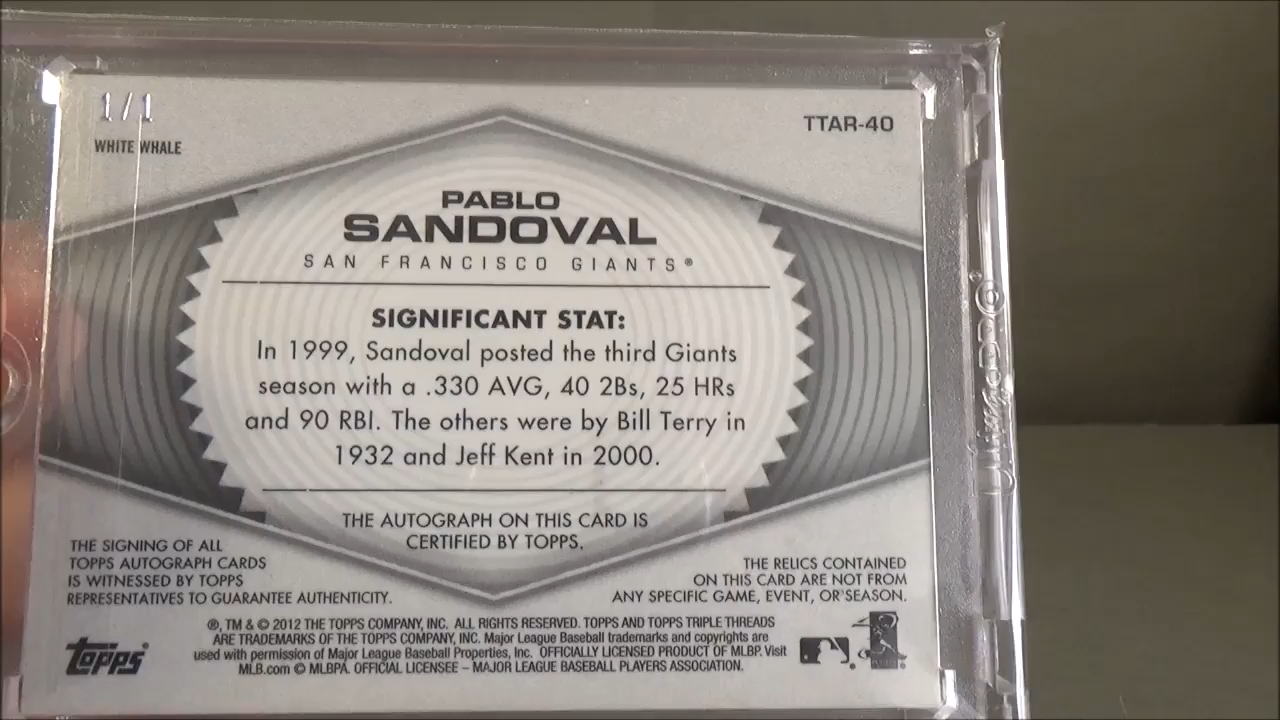 1/1
WHITE WHALE
TTAR-40
PABLO
SANDOVAL
SAN FRANCISCO GIANTS®
SIGNIFICANT STAT:
In 1999, Sandoval posted the third Giants
season with a .330 AVG, 40 2Bs, 25 HRs
and 90 RBI. The others were by Bill Terry in
1932 and Jeff Kent in 2000.
THE AUTOGRAPH ON THIS CARD IS
CERTIFIED BY TOPPS.
THE SIGNING OF ALL
TOPPS AUTOGRAPH CARDS
IS WITNESSED BY TOPPS
REPRESENTATIVES TO GUARANTEE AUTHENTICITY.
THE RELICS CONTAINED
ON THIS CARD ARE NOT FROM
ANY SPECIFIC GAME, EVENT, OR SEASON.
®, TM & © 2012 THE TOPPS COMPANY, INC. ALL RIGHTS RESERVED. TOPPS AND TOPPS TRIPLE THREADS
ARE TRADEMARKS OF THE TOPPS COMPANY, INC. Major League Baseball trademarks and copyrights are
used with permission of Major League Baseball Properties, Inc. OFFICIALLY LICENSED PRODUCT OF MLBP. Visit
MLB.com © MLBPA. OFFICIAL LICENSEE – MAJOR LEAGUE BASEBALL PLAYERS ASSOCIATION.
topps